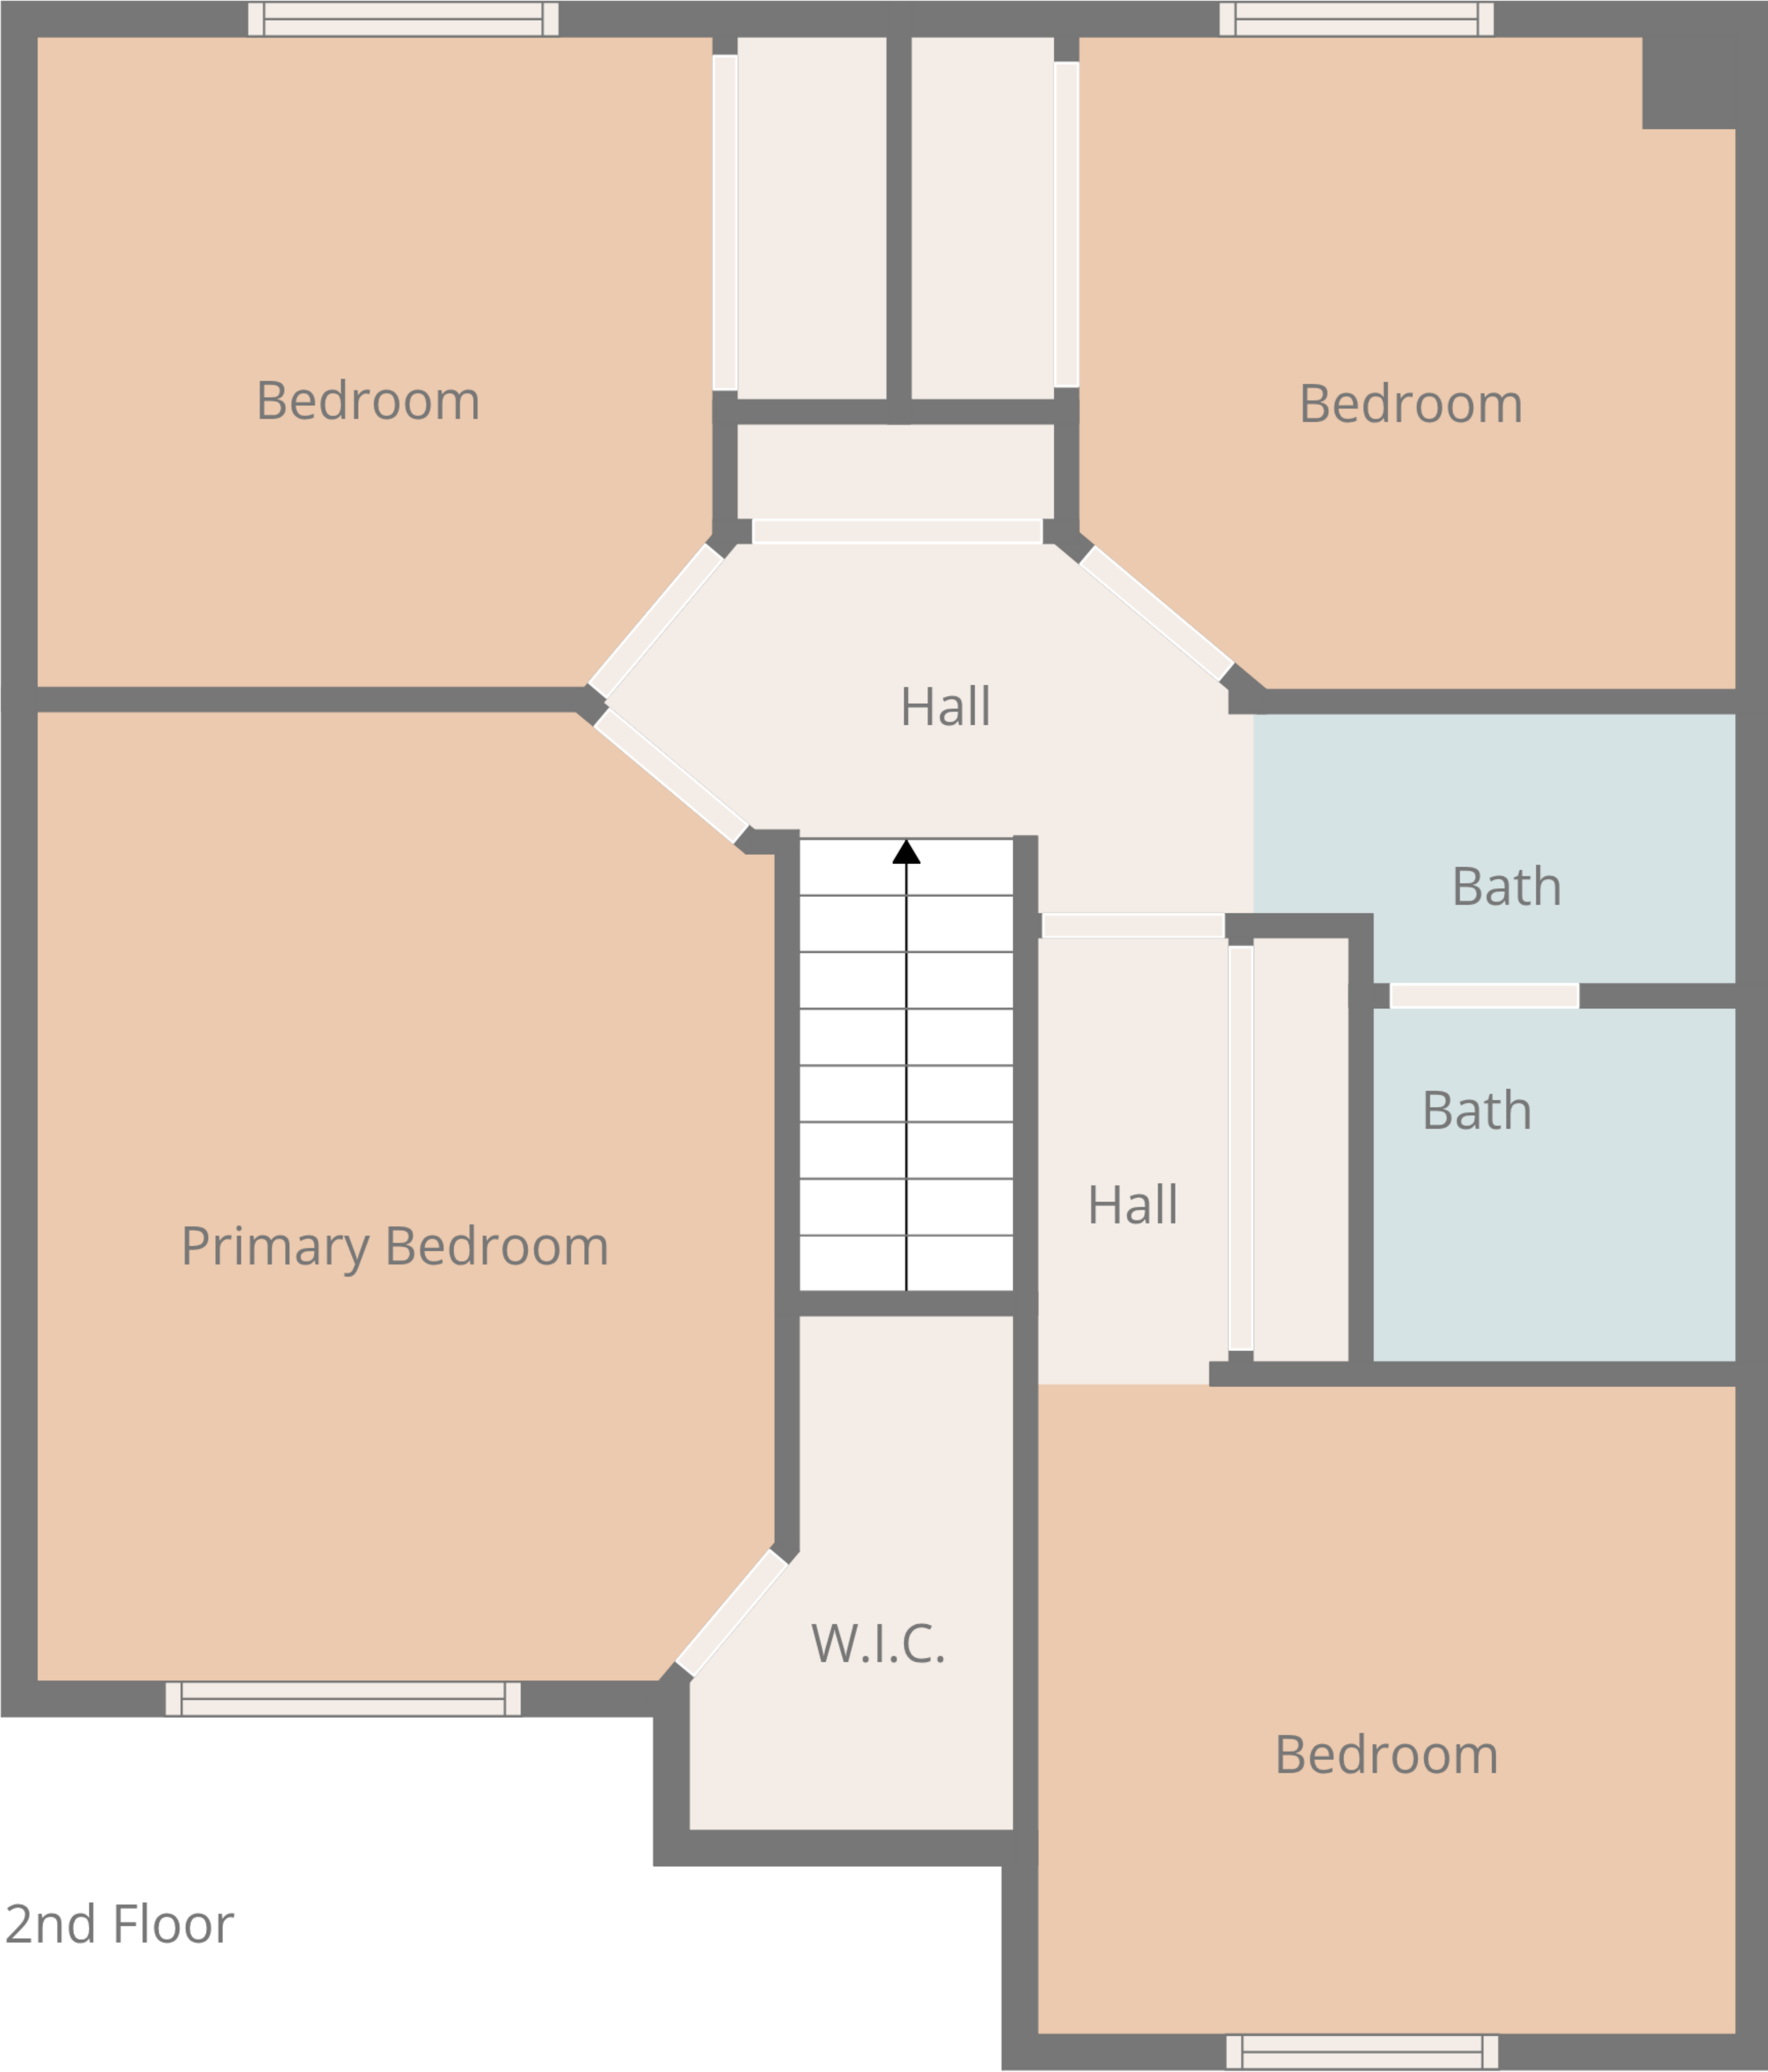 Bedroom
Bedroom
Hall
Bath
Bath
Hall
Primary Bedroom
W.I.C.
Bedroom
2nd Floor